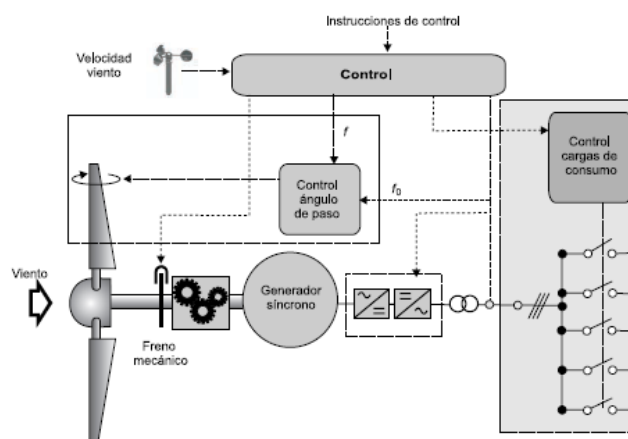 Instrucciones de control
Velocidad
viento
Control
Control
cargas de
consumo
f
Control
ángulo
de paso
f0
Viento
Generador
síncrono
Freno
mecánico